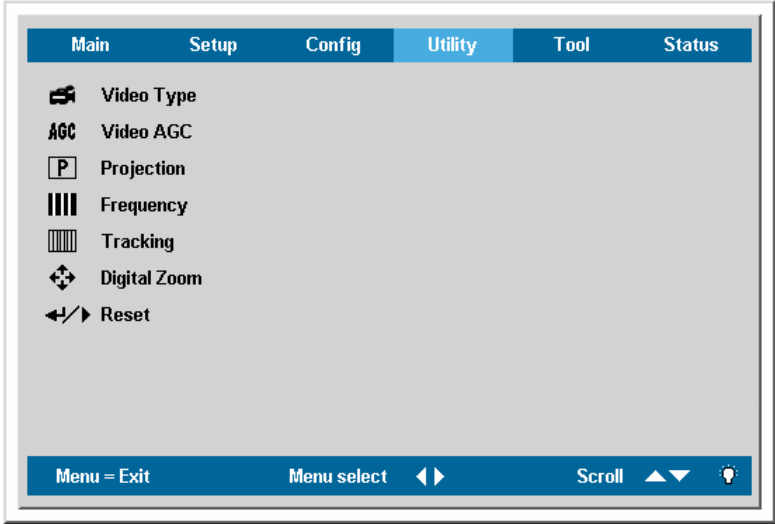 Main Setup Config Utility Tool Status
Video Type
AGC Video AGC
P Projection
Frequency
Tracking
Digital Zoom
Reset
Menu = Exit Menu select Scroll